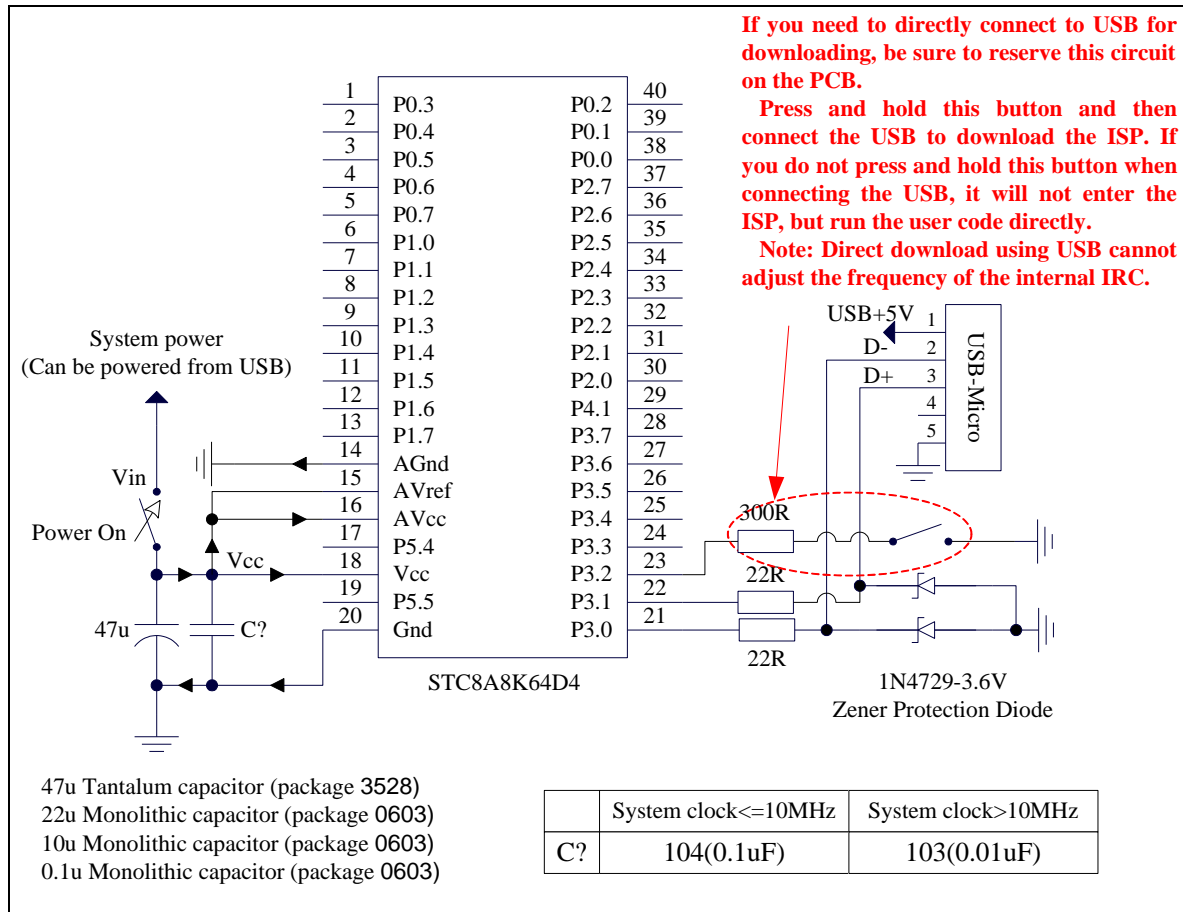 If you need to directly connect to USB for
downloading, be sure to reserve this circuit
on the PCB.
Press and hold this button and then
connect the USB to download the ISP. If
you do not press and hold this button when
connecting the USB, it will not enter the
ISP, but run the user code directly.
Note: Direct download using USB cannot
adjust the frequency of the internal IRC.
1 P0.3 P0.2 40
2 P0.4 P0.1 39
3 P0.5 P0.0 38
4 P0.6 P2.7 37
5 P0.7 P2.6 36
6 P1.0 P2.5 35
7 P1.1 P2.4 34
8 P1.2 P2.3 33
9 P1.3 P2.2 32
10 P1.4 P2.1 31
11 P1.5 P2.0 30
12 P1.6 P4.1 29
13 P1.7 P3.7 28
14 AGnd P3.6 27
15 AVref P3.5 26
16 AVcc P3.4 25
17 P5.4 P3.3 24
18 Vcc P3.2 23
19 P5.5 P3.1 22
20 Gnd P3.0 21
STC8A8K64D4
System power
(Can be powered from USB)
Vin
Power On
Vcc
47u
C?
USB+5V
D-
D+
1
2
3
4
5
USB-Micro
300R
22R
22R
1N4729-3.6V
Zener Protection Diode
47u Tantalum capacitor (package 3528)
22u Monolithic capacitor (package 0603)
10u Monolithic capacitor (package 0603)
0.1u Monolithic capacitor (package 0603)
System clock<=10MHz System clock>10MHz
C? 104(0.1uF) 103(0.01uF)